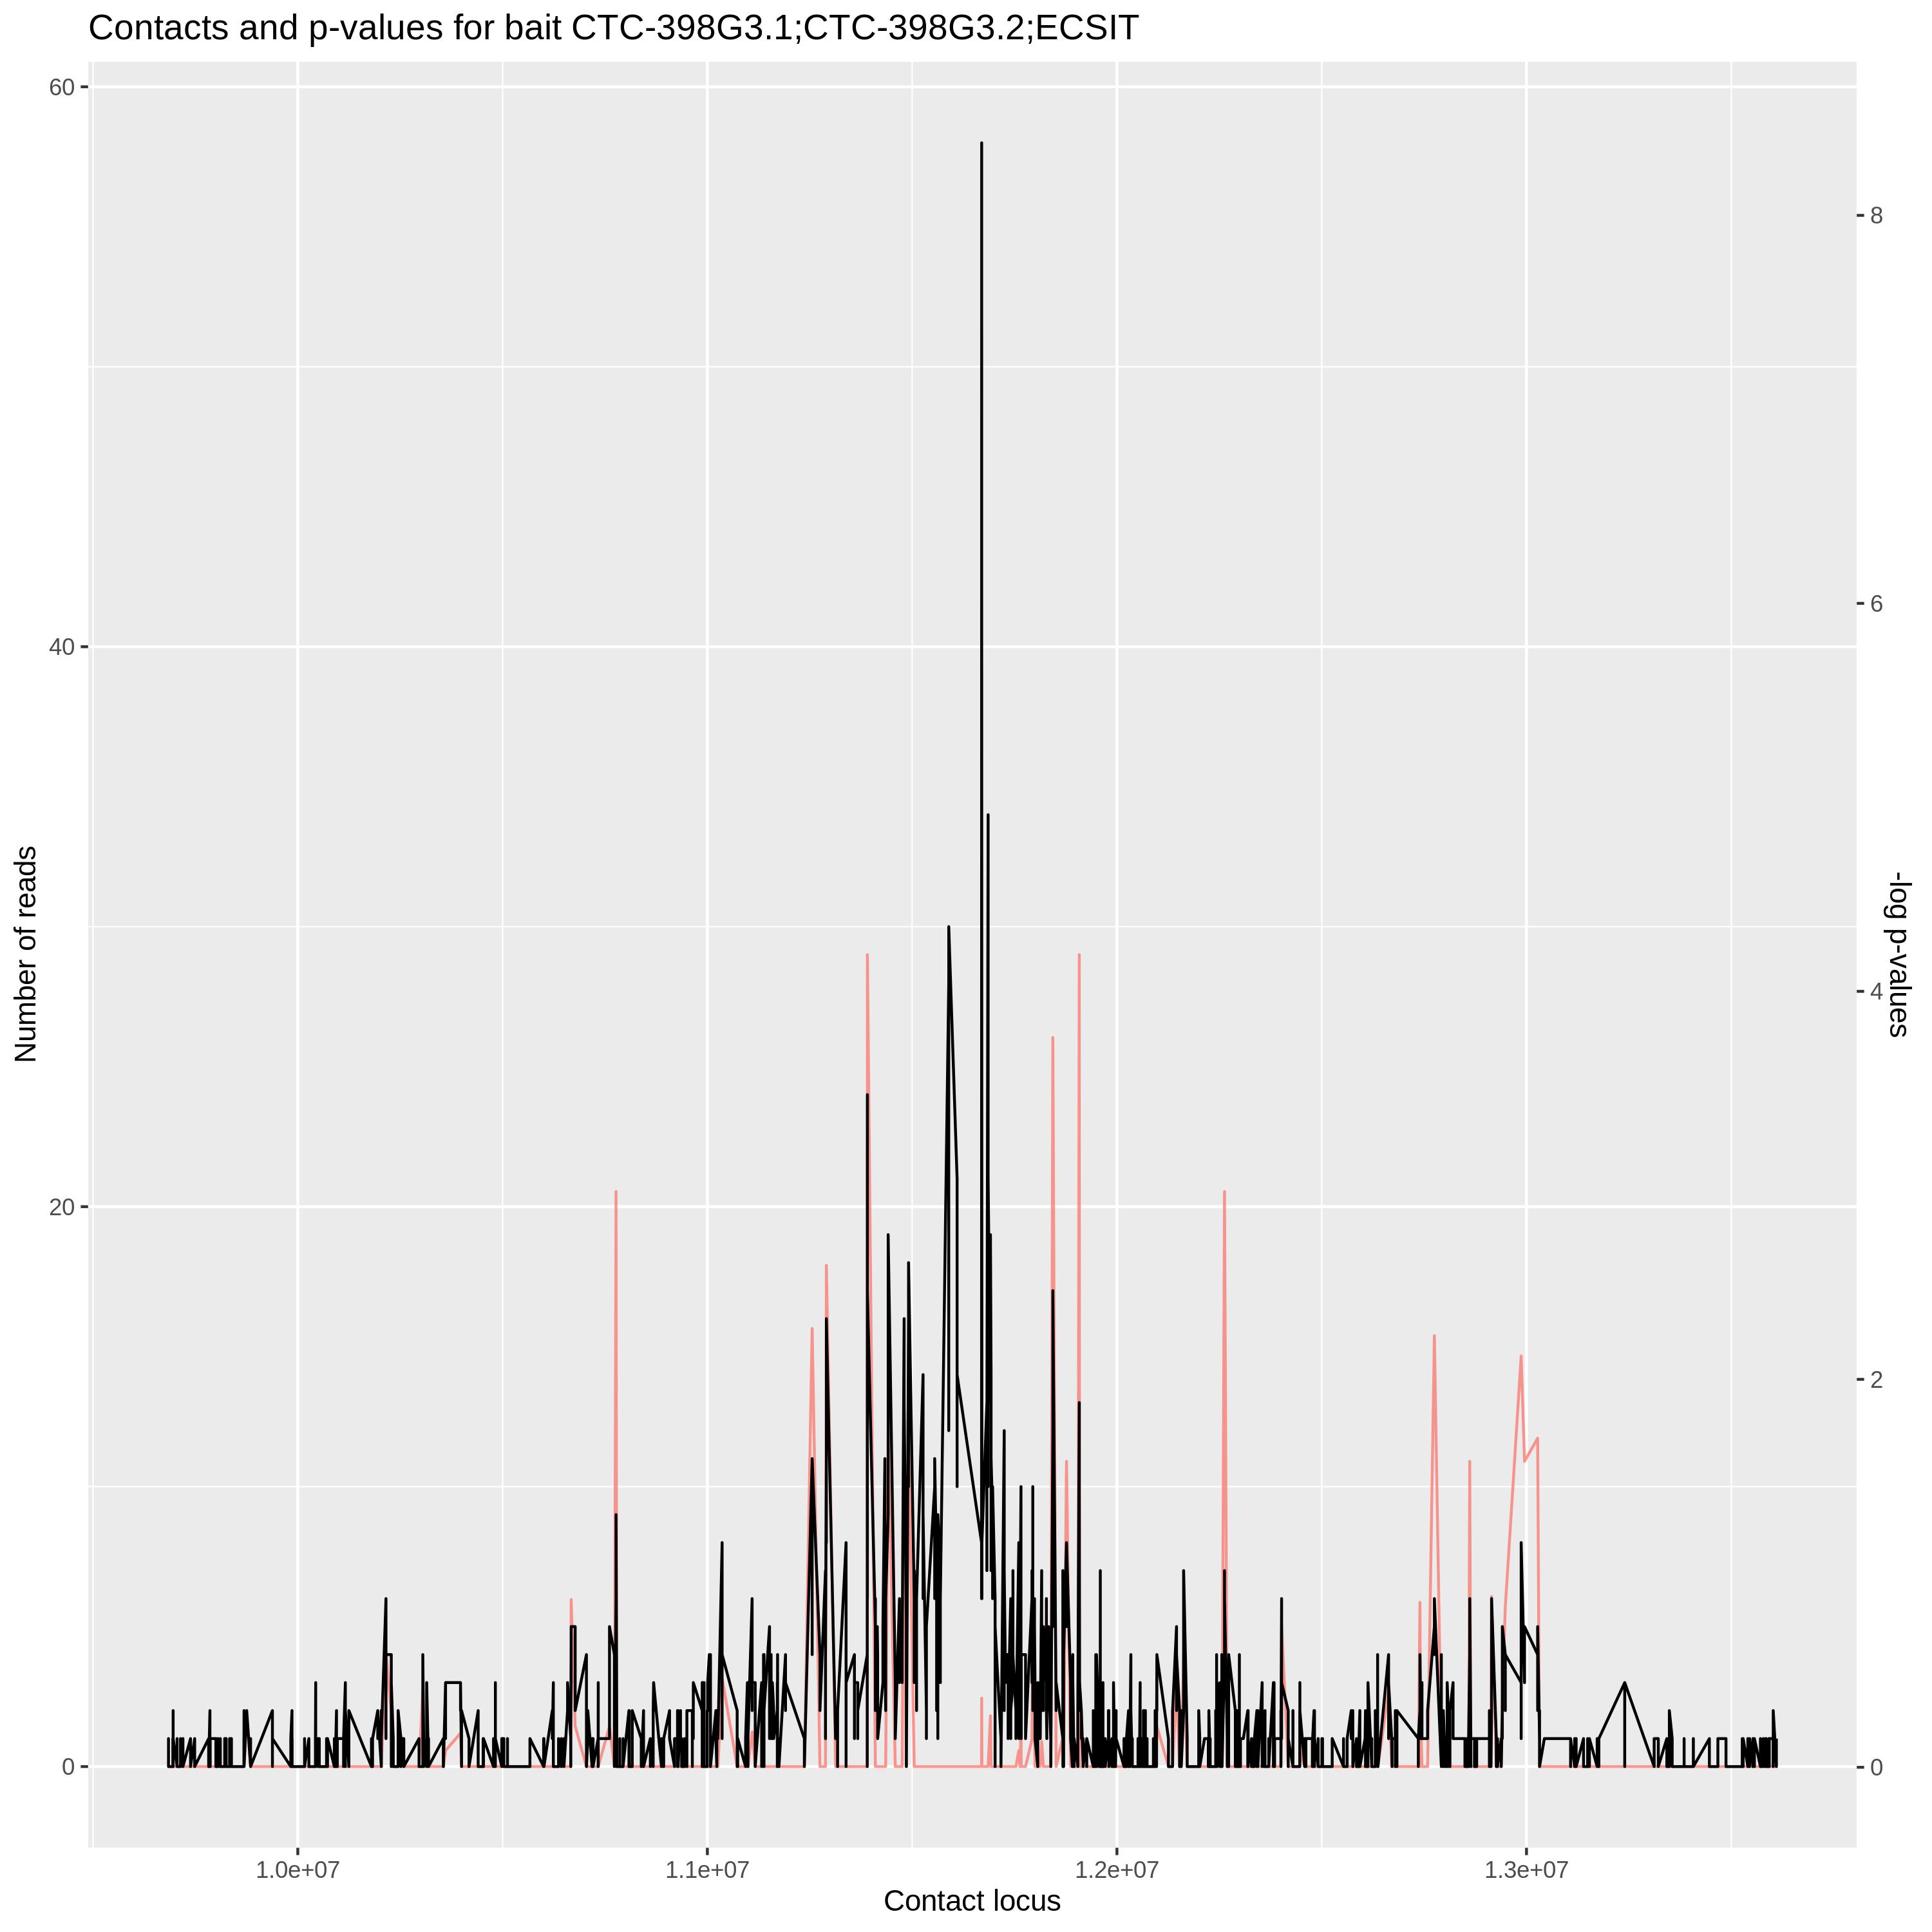 Contacts and p-values for bait CTC-398G3.1;CTC-398G3.2;ECSIT
60
40
20
0
Number of reads
8
6
4
2
0
-log p-values
1.0e+07
1.1e+07
1.2e+07
1.3e+07
Contact locus